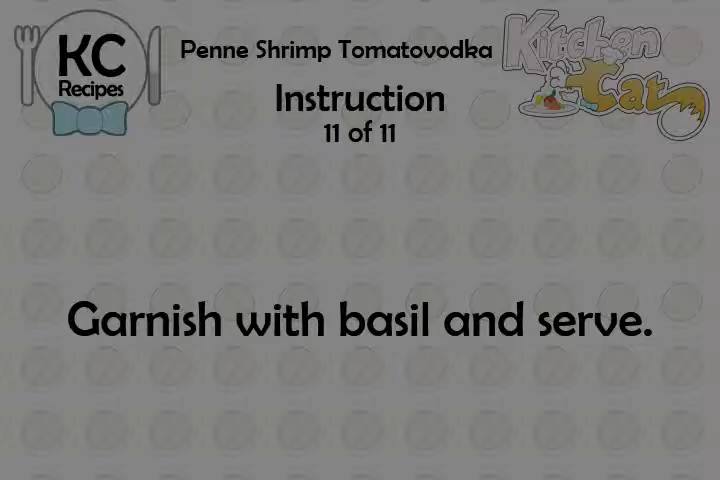 KC
Recipes
Penne Shrimp Tomatovodka
Kitchen
Cat
Instruction
11 of 11
Garnish with basil and serve.